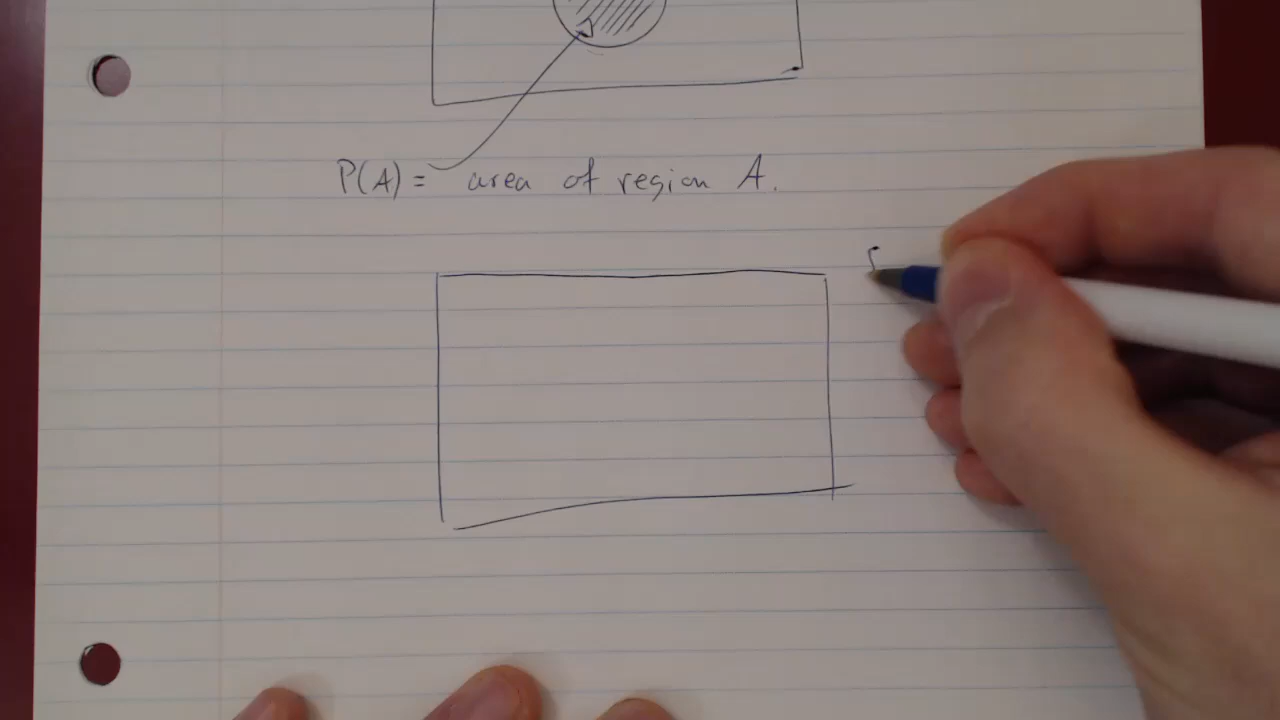 P(A) = area of region A.